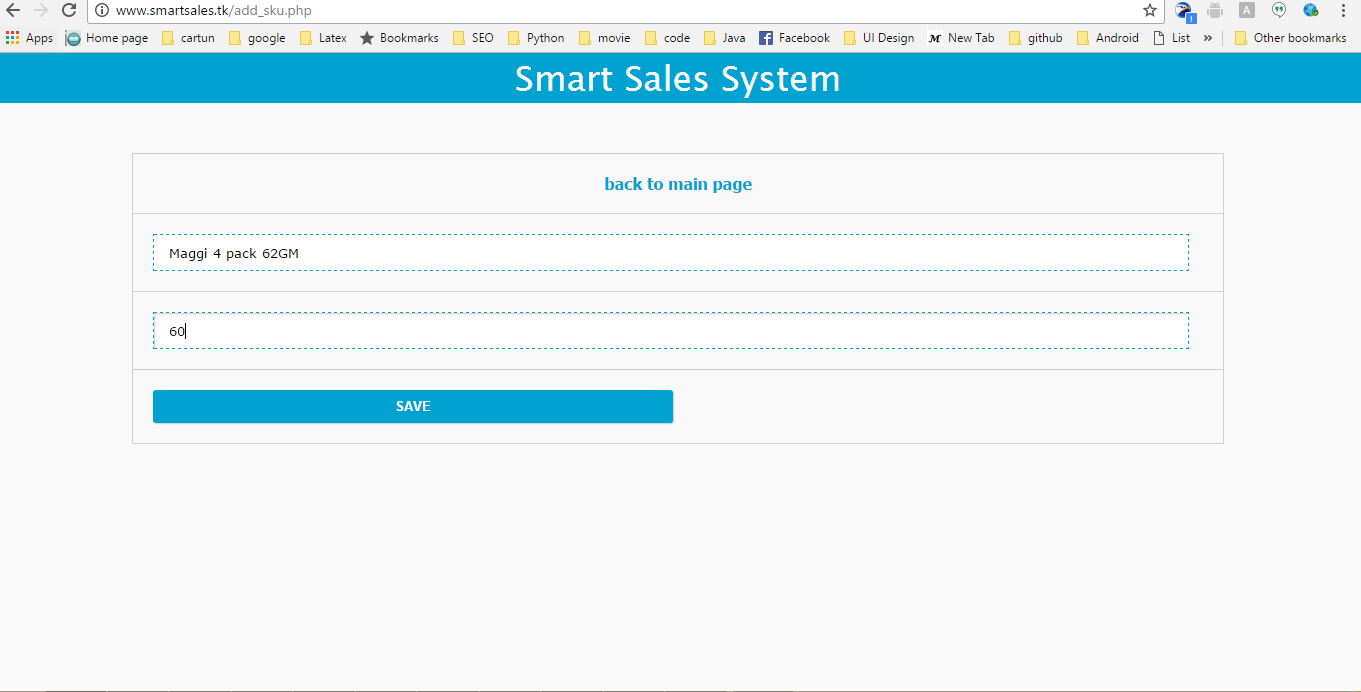 www.smartsales.tk/add_sku.php
Apps Home page cartun google Latex Bookmarks SEO Python movie code Java Facebook UI Design New Tab github Android List » Other bookmarks
Smart Sales System
back to main page
Maggi 4 pack 62GM
60
SAVE